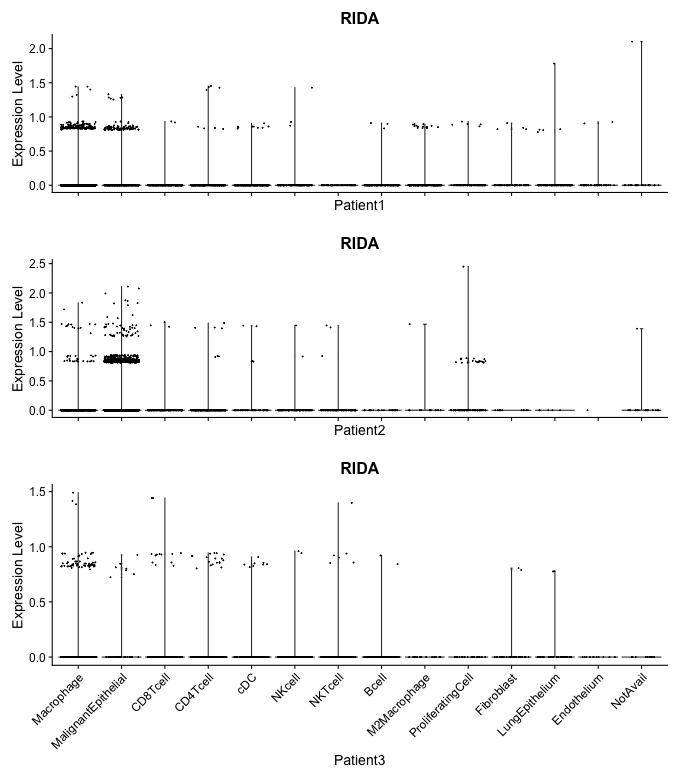 RIDA
Expression Level
2.0
1.5
1.0
0.5
0.0
Patient1
RIDA
Expression Level
2.5
2.0
1.5
1.0
0.5
0.0
Patient2
RIDA
Expression Level
1.5
1.0
0.5
0.0
Macrophage
MalignantEpithelial
CD8Tcell
CD4Tcell
cDC
NKcell
NKTcell
Bcell
M2Macrophage
ProliferatingCell
Fibroblast
LungEpithelium
Endothelium
NotAvail
Patient3